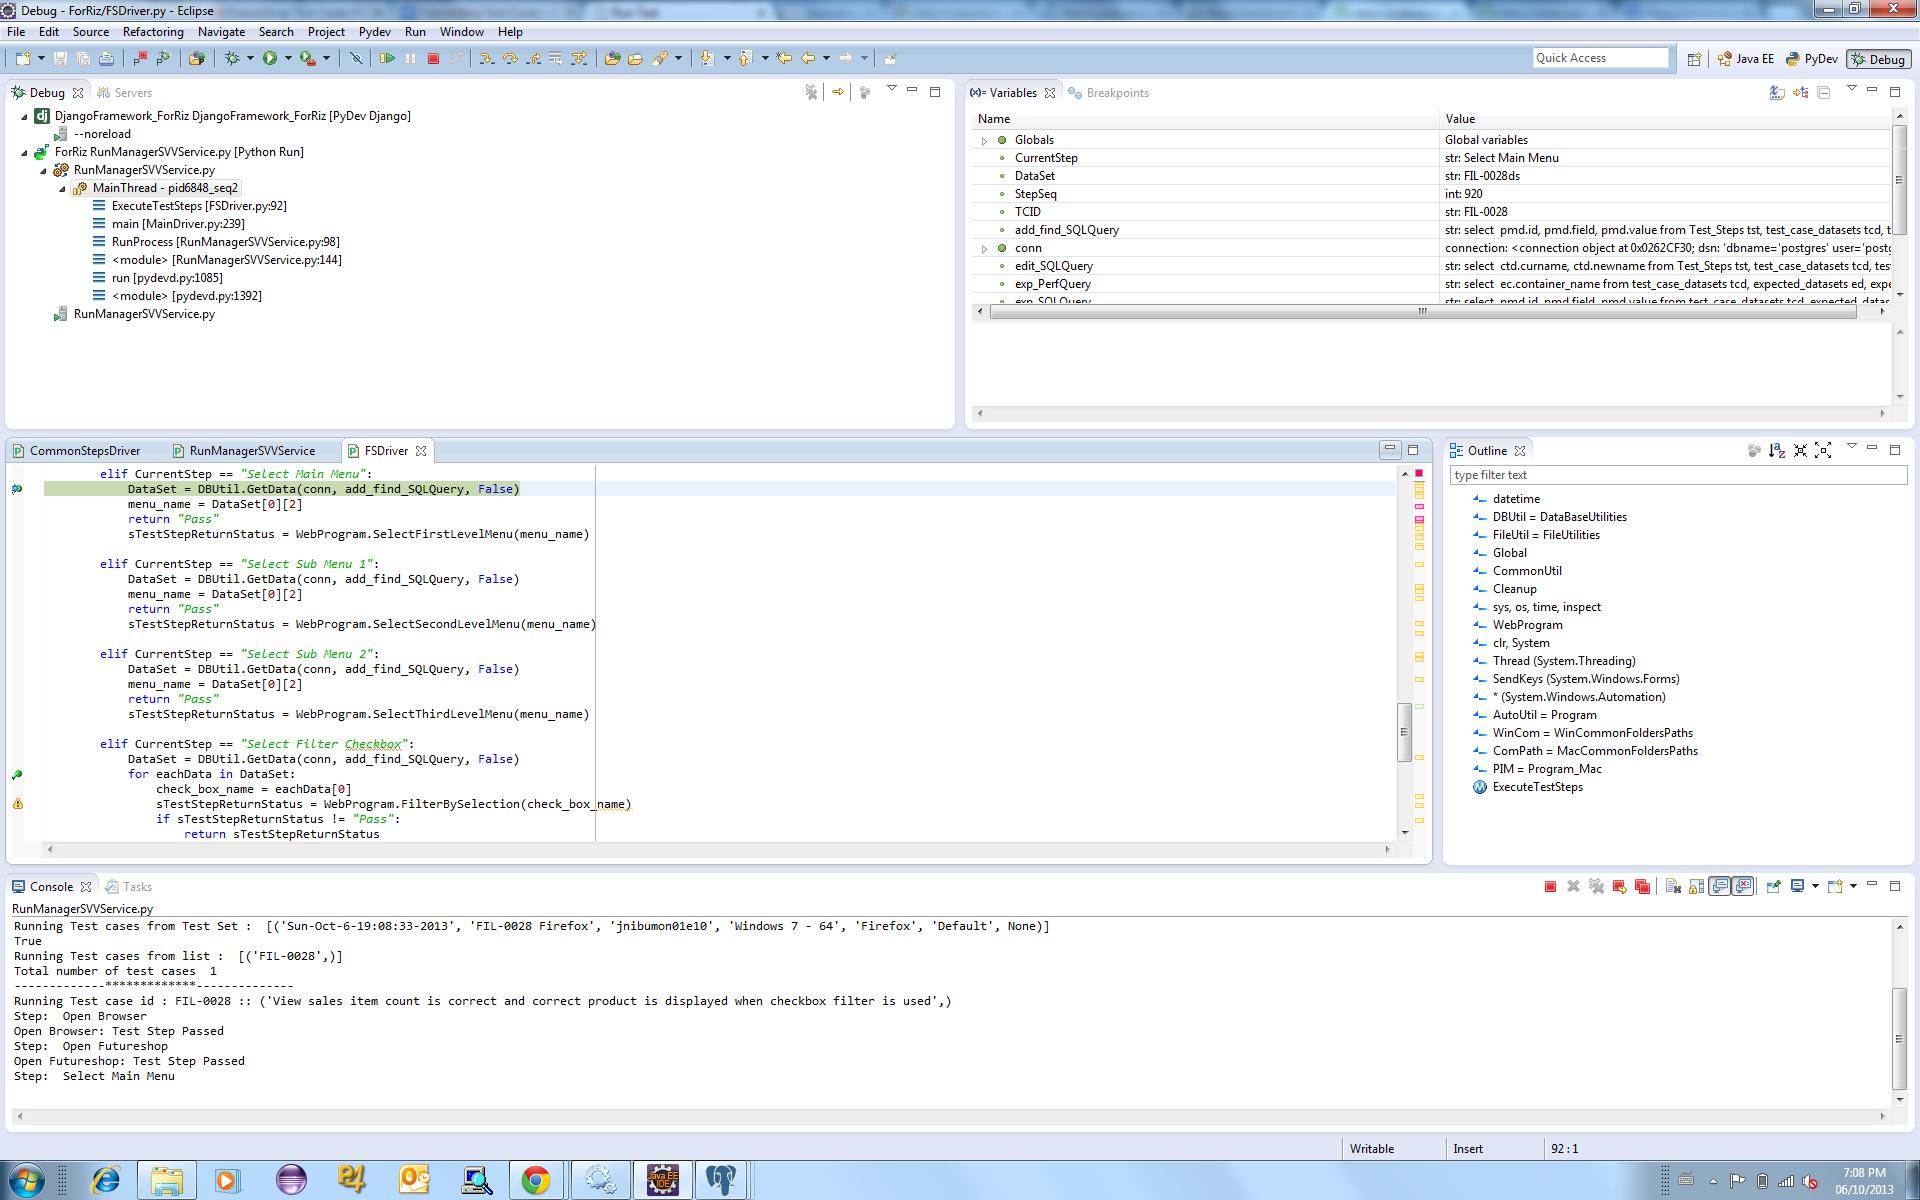 Debug - ForRiz/FSDriver.py - Eclipse
File Edit Source Refactoring Navigate Search Project Pydev Run Window Help
Quick Access
Java EE PyDev Debug
Debug Servers
DjangoFramework_ForRiz DjangoFramework_ForRiz [PyDev Django]
--noreload
ForRiz RunManagerSVVService.py [Python Run]
RunManagerSVVService.py
MainThread - pid6848_seq2
ExecuteTestSteps [FSDriver.py:92]
main [MainDriver.py:239]
RunProcess [RunManagerSVVService.py:98]
<module> [RunManagerSVVService.py:144]
run [pydevd.py:1085]
<module> [pydevd.py:1392]
RunManagerSVVService.py
(x)= Variables Breakpoints
Name Value
Globals Global variables
CurrentStep str: Select Main Menu
DataSet str: FIL-0028ds
StepSeq int: 920
TCID str: FIL-0028
add_find_SQLQuery str: select pmd.id, pmd.field, pmd.value from Test_Steps tst, test_case_datasets tcd, t
conn connection: <connection object at 0x0262CF30; dsn: 'dbname='postgres' user='postg
edit_SQLQuery str: select ctd.curname, ctd.newname from Test_Steps tst, test_case_datasets tcd, tes
exp_PerfQuery str: select ec.container_name from test_case_datasets tcd, expected_datasets ed, expe
exp_SQLQuery str: select pmd.id, pmd.field, pmd.value from test_case_datasets tcd, expected_datas
CommonStepsDriver RunManagerSVVService FSDriver
elif CurrentStep == "Select Main Menu":
DataSet = DBUtil.GetData(conn, add_find_SQLQuery, False)
menu_name = DataSet[0][2]
return "Pass"
sTestStepReturnStatus = WebProgram.SelectFirstLevelMenu(menu_name)
elif CurrentStep == "Select Sub Menu 1":
DataSet = DBUtil.GetData(conn, add_find_SQLQuery, False)
menu_name = DataSet[0][2]
return "Pass"
sTestStepReturnStatus = WebProgram.SelectSecondLevelMenu(menu_name)
elif CurrentStep == "Select Sub Menu 2":
DataSet = DBUtil.GetData(conn, add_find_SQLQuery, False)
menu_name = DataSet[0][2]
return "Pass"
sTestStepReturnStatus = WebProgram.SelectThirdLevelMenu(menu_name)
elif CurrentStep == "Select Filter Checkbox":
DataSet = DBUtil.GetData(conn, add_find_SQLQuery, False)
for eachData in DataSet:
check_box_name = eachData[0]
sTestStepReturnStatus = WebProgram.FilterBySelection(check_box_name)
if sTestStepReturnStatus != "Pass":
return sTestStepReturnStatus
Outline
type filter text
datetime
DBUtil = DataBaseUtilities
FileUtil = FileUtilities
Global
CommonUtil
Cleanup
sys, os, time, inspect
WebProgram
clr, System
Thread (System.Threading)
SendKeys (System.Windows.Forms)
* (System.Windows.Automation)
AutoUtil = Program
WinCom = WinCommonFoldersPaths
ComPath = MacCommonFoldersPaths
PIM = Program_Mac
ExecuteTestSteps
Console Tasks
RunManagerSVVService.py
Running Test cases from Test Set : [('Sun-Oct-6-19:08:33-2013', 'FIL-0028 Firefox', 'jnibumon01e10', 'Windows 7 - 64', 'Firefox', 'Default', None)]
True
Running Test cases from list : [('FIL-0028',)]
Total number of test cases 1
-------------*************--------------
Running Test case id : FIL-0028 :: ('View sales item count is correct and correct product is displayed when checkbox filter is used',)
Step: Open Browser
Open Browser: Test Step Passed
Step: Open Futureshop
Open Futureshop: Test Step Passed
Step: Select Main Menu
Writable Insert 92 : 1
7:08 PM
06/10/2013